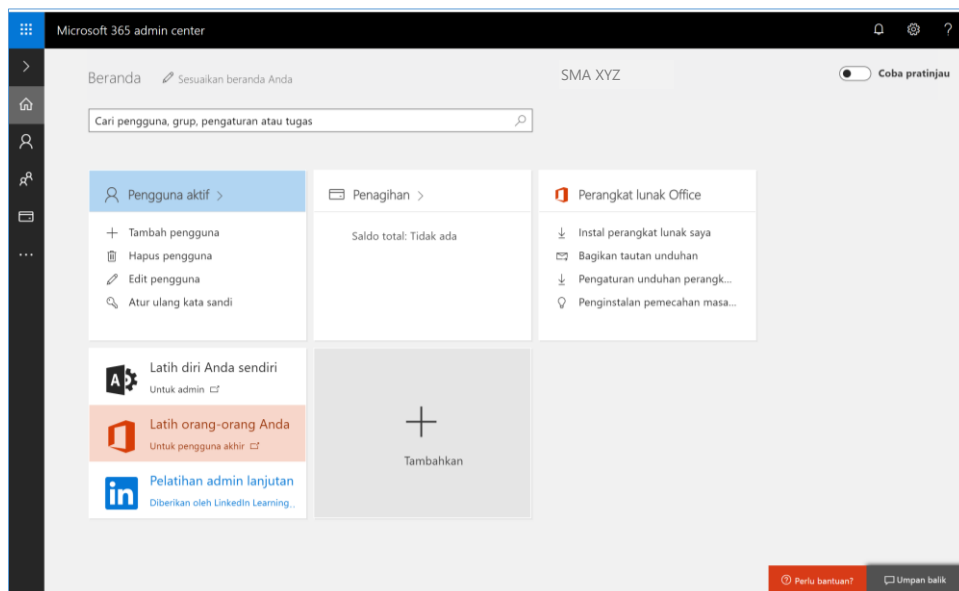 Microsoft 365 admin center
Beranda
Sesuaikan beranda Anda
SMA XYZ
Coba pratinjau
Cari pengguna, grup, pengaturan atau tugas
Pengguna aktif
Tambah pengguna
Hapus pengguna
Edit pengguna
Atur ulang kata sandi
Penagihan
Saldo total: Tidak ada
Perangkat lunak Office
Instal perangkat lunak saya
Bagikan tautan unduhan
Pengaturan unduhan perangk...
Penginstalan pemecahan masa...
Latih diri Anda sendiri
Untuk admin
Latih orang-orang Anda
Untuk pengguna akhir
Pelatihan admin lanjutan
Diberikan oleh LinkedIn Learning..
Tambahkan
Perlu bantuan?
Umpan balik